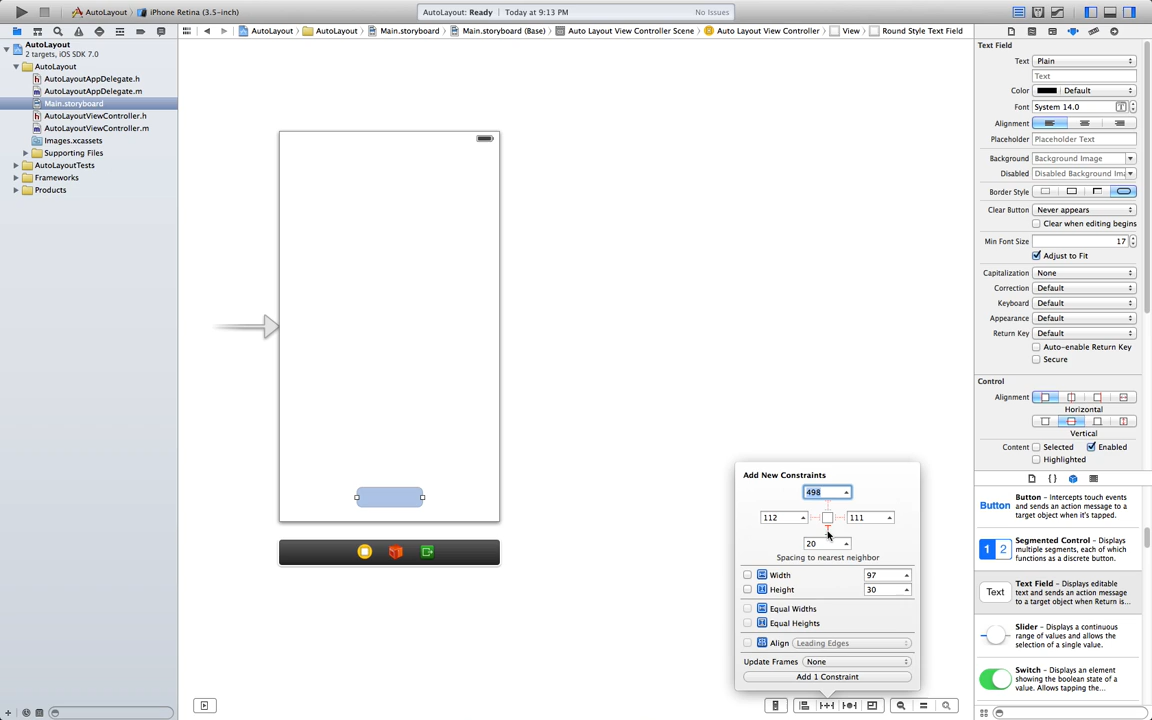 AutoLayout
iPhone Retina (3.5-inch)
AutoLayout: Ready
Today at 9:13 PM
No Issues
AutoLayout
AutoLayout
Main.storyboard
Main.storyboard (Base)
Auto Layout View Controller Scene
Auto Layout View Controller
View
Round Style Text Field
AutoLayout
2 targets, iOS SDK 7.0
AutoLayout
AutoLayoutAppDelegate.h
AutoLayoutAppDelegate.m
Main.storyboard
AutoLayoutViewController.h
AutoLayoutViewController.m
Images.xcassets
Supporting Files
AutoLayoutTests
Frameworks
Products
Add New Constraints
498
112
111
20
Spacing to nearest neighbor
Width 97
Height 30
Equal Widths
Equal Heights
Align Leading Edges
Update Frames None
Add 1 Constraint
Text Field
Text Plain
Text
Color Default
Font System 14.0
Alignment
Placeholder Placeholder Text
Background Background Image
Disabled Disabled Background Ima
Border Style
Clear Button Never appears
Clear when editing begins
Min Font Size 17
Adjust to Fit
Capitalization None
Correction Default
Keyboard Default
Appearance Default
Return Key Default
Auto-enable Return Key
Secure
Control
Alignment
Horizontal
Vertical
Content Selected Enabled
Highlighted
Button
Button – Intercepts touch events
and sends an action message to a
target object when it's tapped.
1 2
Segmented Control – Displays
multiple segments, each of which
functions as a discrete button.
Text
Text Field – Displays editable
text and sends an action message
to a target object when Return is...
Slider – Displays a continuous
range of values and allows the
selection of a single value.
Switch – Displays an element
showing the boolean state of a
value. Allows tapping the...